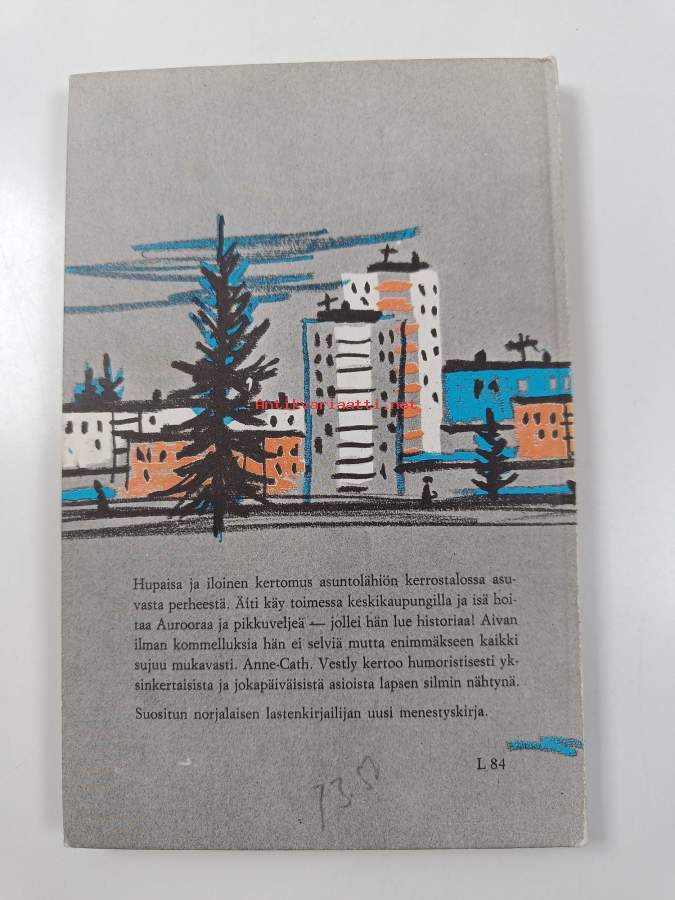 Antikvariaatti.net
Hupaisa ja iloinen kertomus asuntolähiön kerrostalossa asu-
vasta perheestä. Äiti käy toimessa keskikaupungilla ja isä hoi-
taa Aurooraa ja pikkuveljeä — jollei hän lue historiaa! Aivan
ilman kommelluksia hän ei selviä mutta enimmäkseen kaikki
sujuu mukavasti. Anne-Cath. Vestly kertoo humoristisesti yk-
sinkertaisista ja jokapäiväisistä asioista lapsen silmin nähtynä.
Suositun norjalaisen lastenkirjailijan uusi menestyskirja.
L 84